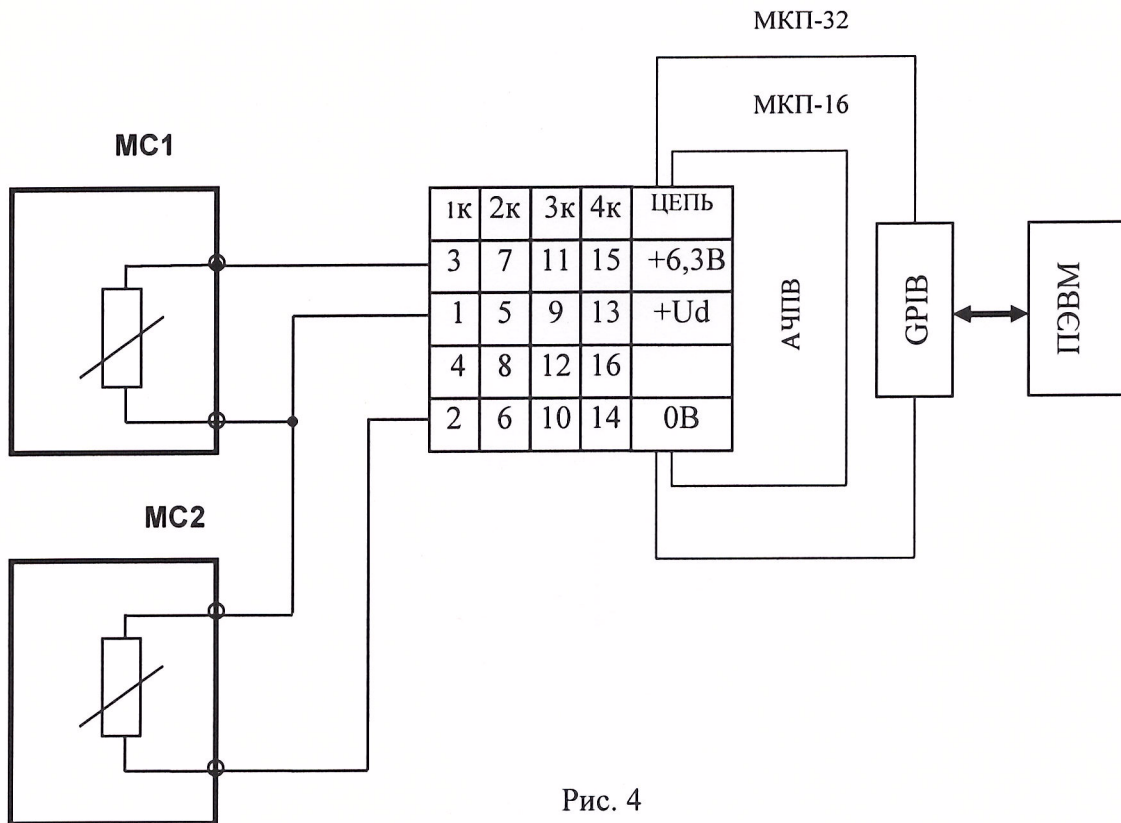 МКП-32
МКП-16
МС1
1к 2к 3к 4к ЦЕПЬ
3 7 11 15 +6,3В
1 5 9 13 +Ud
4 8 12 16
2 6 10 14 0В
АЧПВ
GPIB
ПЭВМ
МС2
Рис. 4